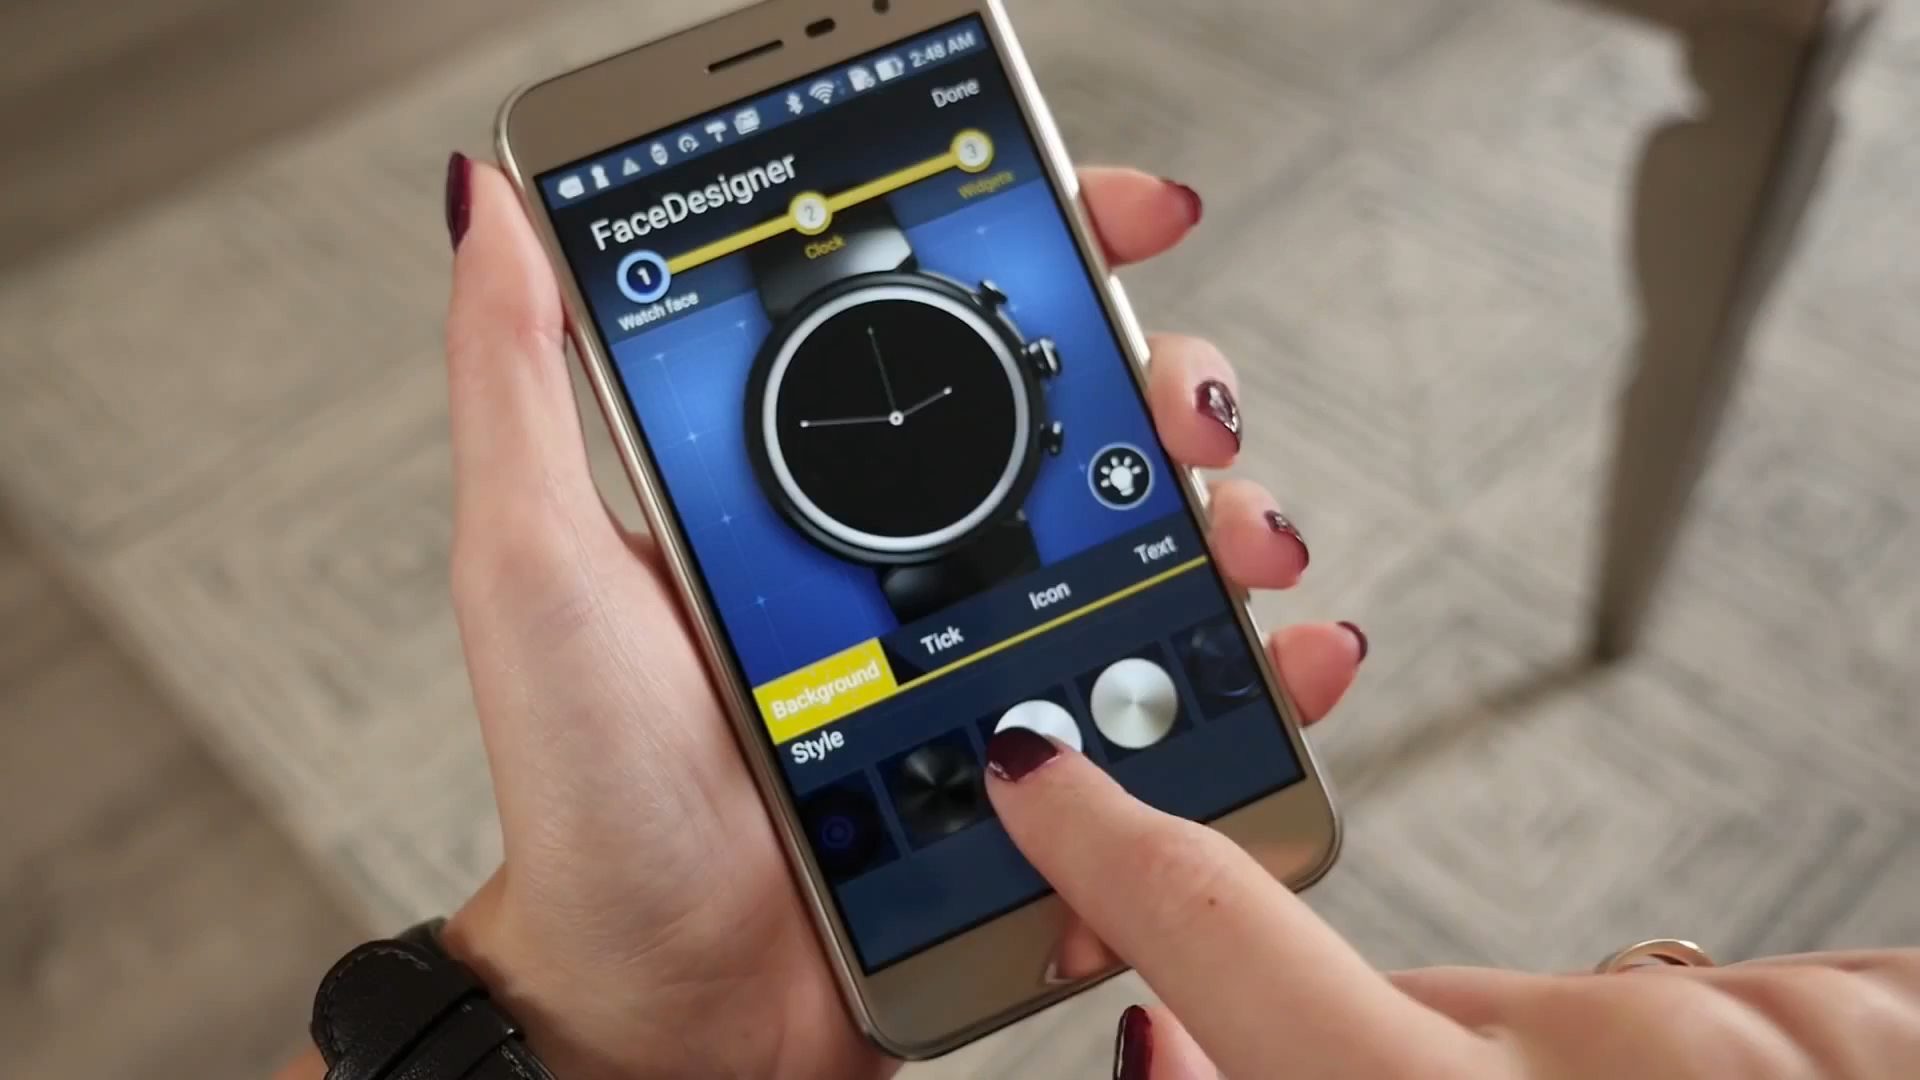 2:48 AM
Done
FaceDesigner
3
Widgets
2
Clock
1
Watch face
Text
Icon
Tick
Background
Style